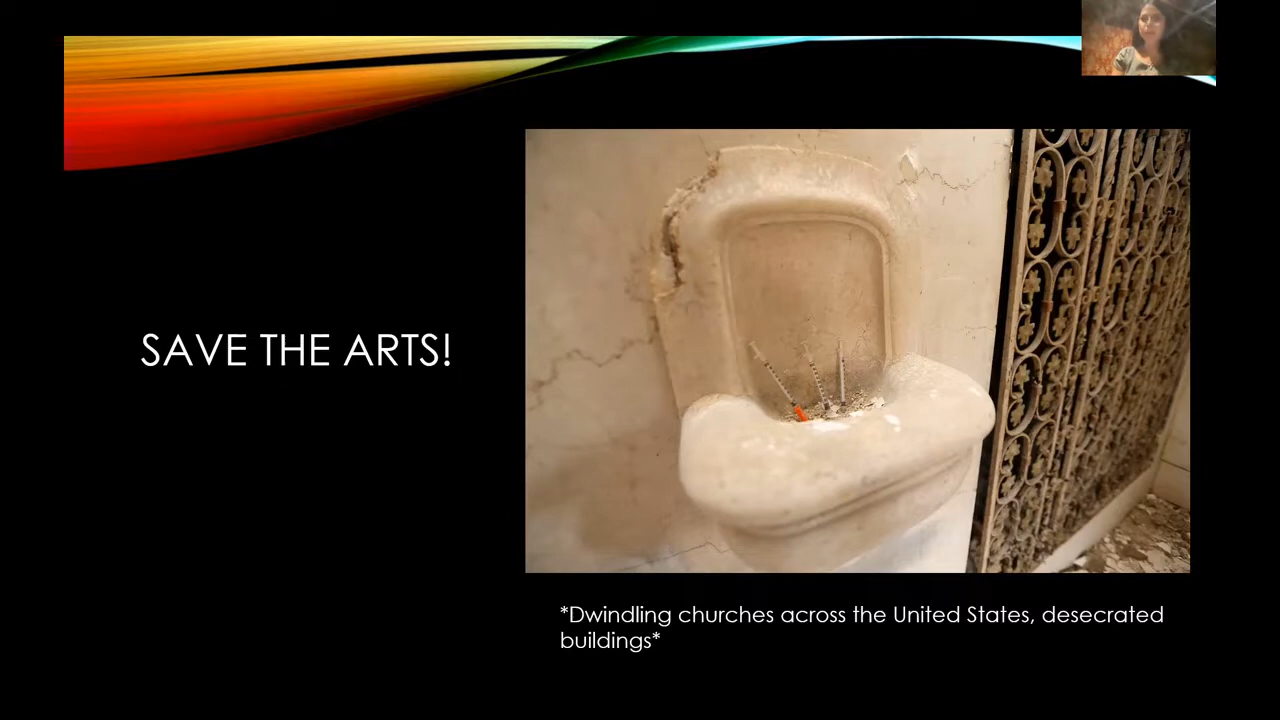 SAVE THE ARTS!
*Dwindling churches across the United States, desecrated
buildings*